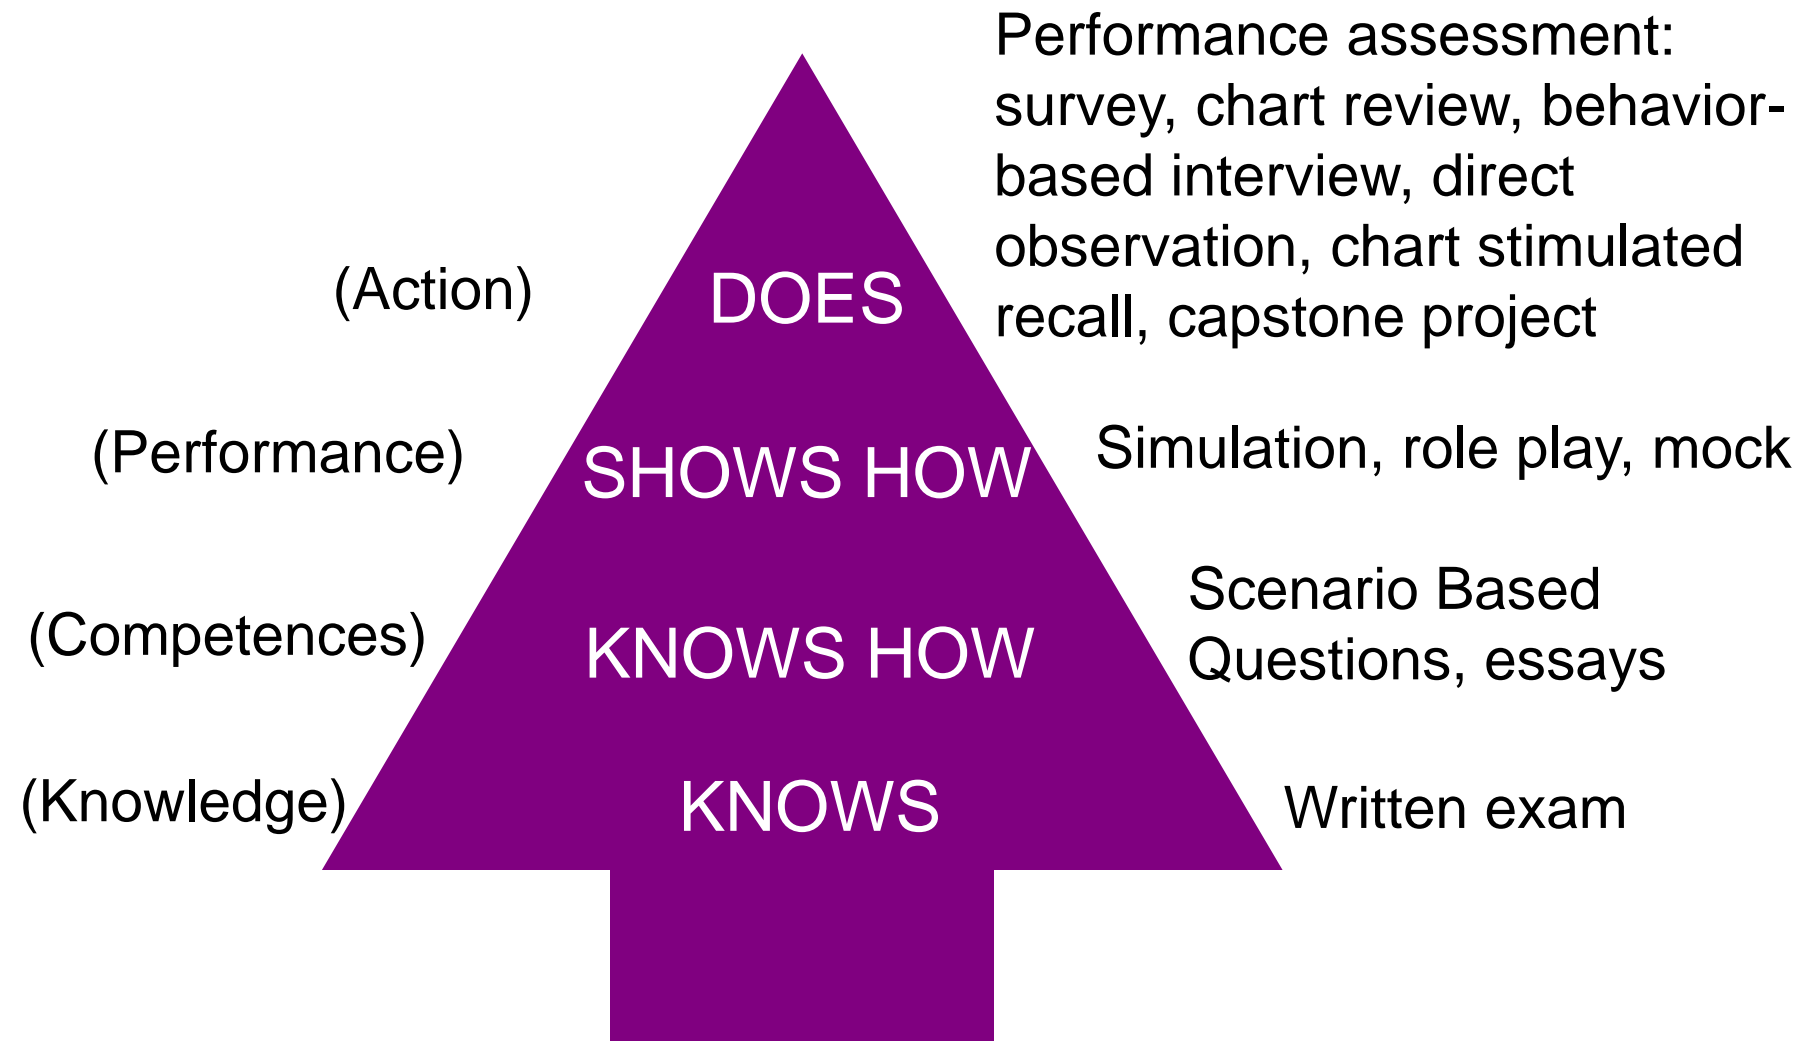 Performance assessment:
survey, chart review, behavior-
based interview, direct
observation, chart stimulated
recall, capstone project
(Action)
DOES
(Performance)
SHOWS HOW
Simulation, role play, mock
(Competences)
KNOWS HOW
Scenario Based
Questions, essays
(Knowledge)
KNOWS
Written exam